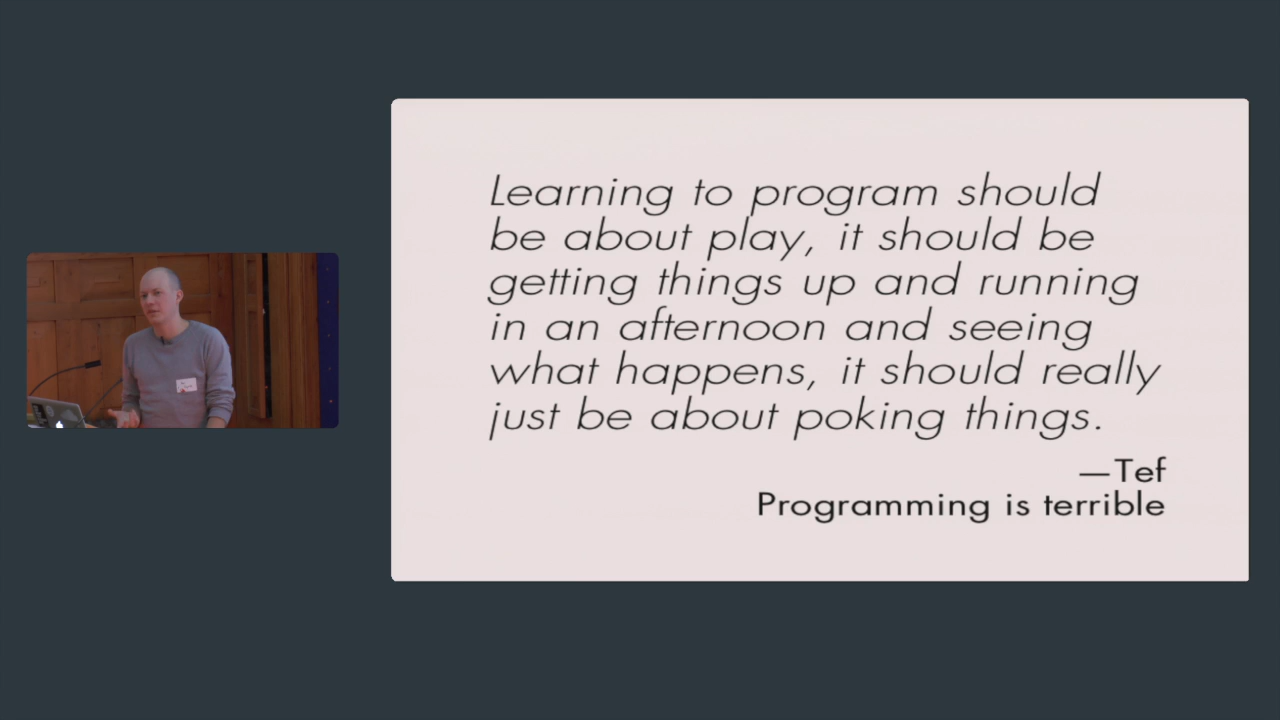 Learning to program should
be about play, it should be
getting things up and running
in an afternoon and seeing
what happens, it should really
just be about poking things.
—Tef
Programming is terrible